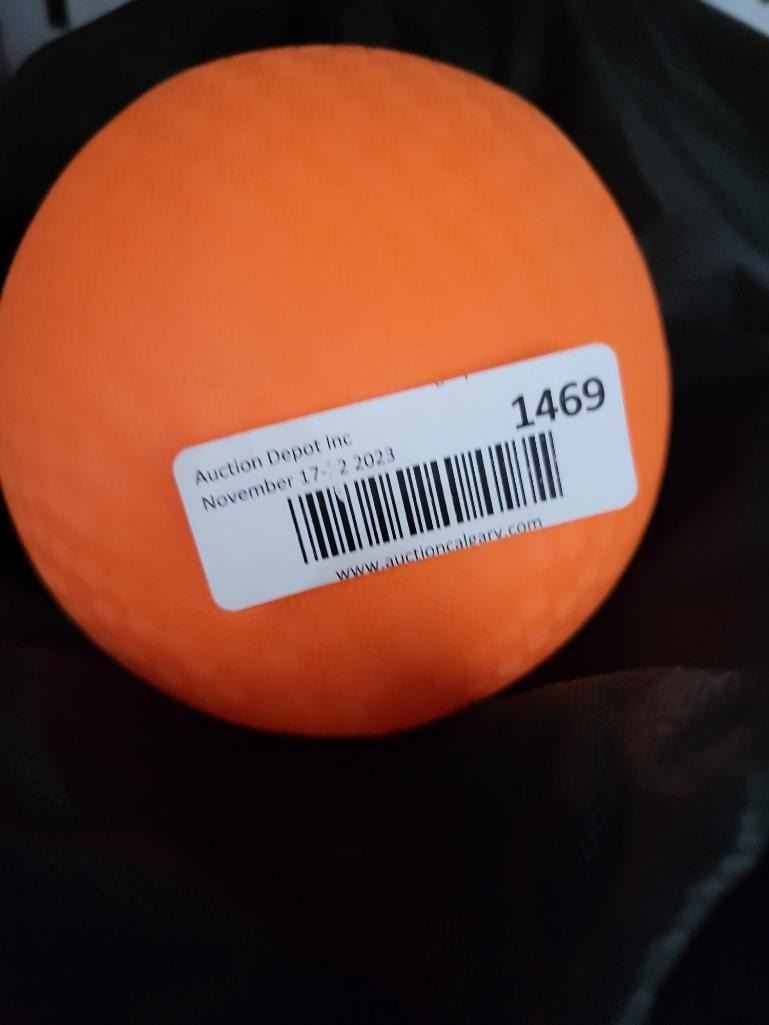 1469
Auction Depot Inc
November 17- 2 2023
www.auctioncalgary.com